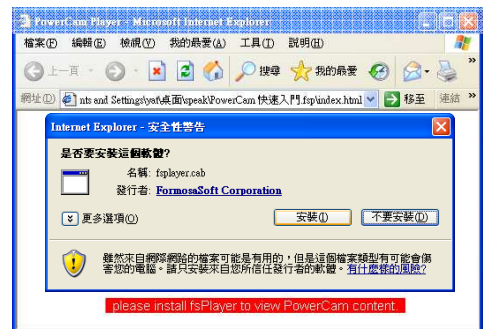 PowerCam Player - Microsoft Internet Explorer
檔案(F) 編輯(E) 檢視(V) 我的最愛(A) 工具(T) 說明(H)
上一頁 搜尋 我的最愛
網址(D) nts and Settings\yaf\桌面\speak\PowerCam 快速入門.fsp\index.html 移至 連結
Internet Explorer - 安全性警告
是否要安裝這個軟體?
名稱: fsplayer.cab
發行者: FormosaSoft Corporation
更多選項(O) 安裝(I) 不要安裝(D)
雖然來自網際網路的檔案可能是有用的，但是這個檔案類型有可能會傷
害您的電腦。請只安裝來自您所信任發行者的軟體。有什麼樣的風險?
please install fsPlayer to view PowerCam content.